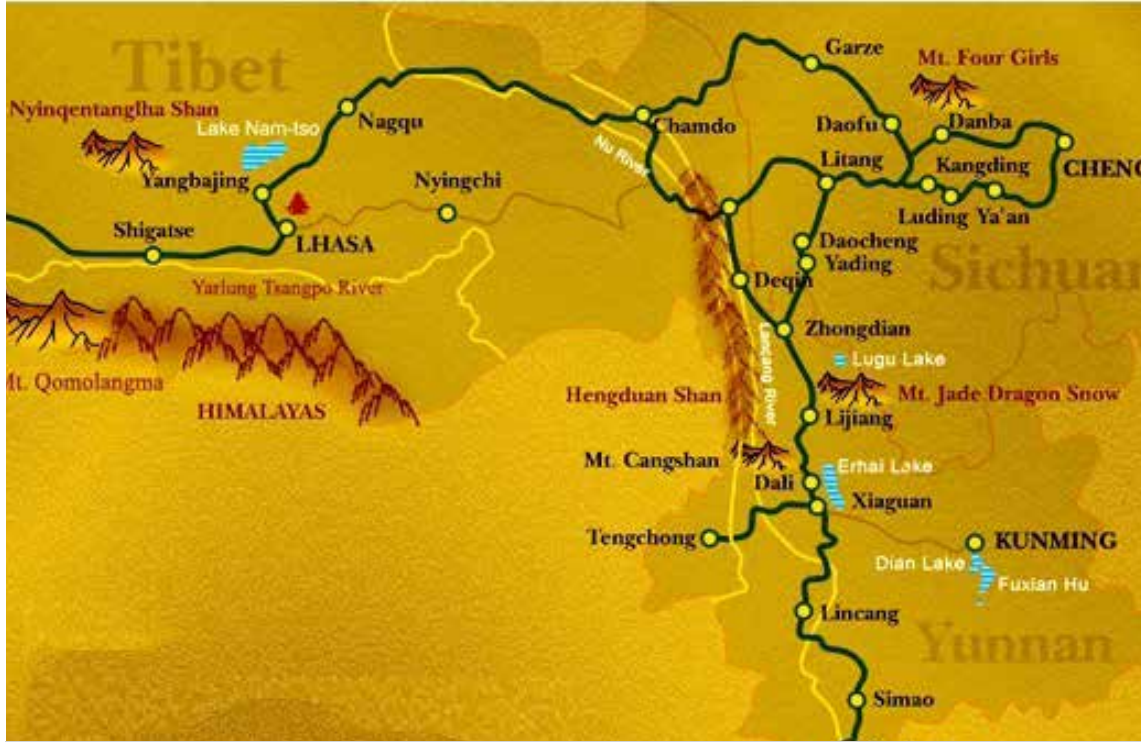 Tibet
Garze
Mt. Four Girls
Nyinqentanglha Shan
Nagqu
Chamdo
Daofu
Danba
Lake Nam-tso
Nu River
Litang
Kangding
CHENG
Yangbajing
Nyingchi
Luding
Ya'an
Shigatse
LHASA
Daocheng
Yading
Sichuan
Yarlung Tsangpo River
Deqin
Zhongdian
Lancang River
Lugu Lake
Mt. Qomolangma
HIMALAYAS
Hengduan Shan
Mt. Jade Dragon Snow
Lijiang
Mt. Cangshan
Erhai Lake
Dali
Xiaguan
Tengchong
KUNMING
Dian Lake
Fuxian Hu
Lincang
Yunnan
Simao